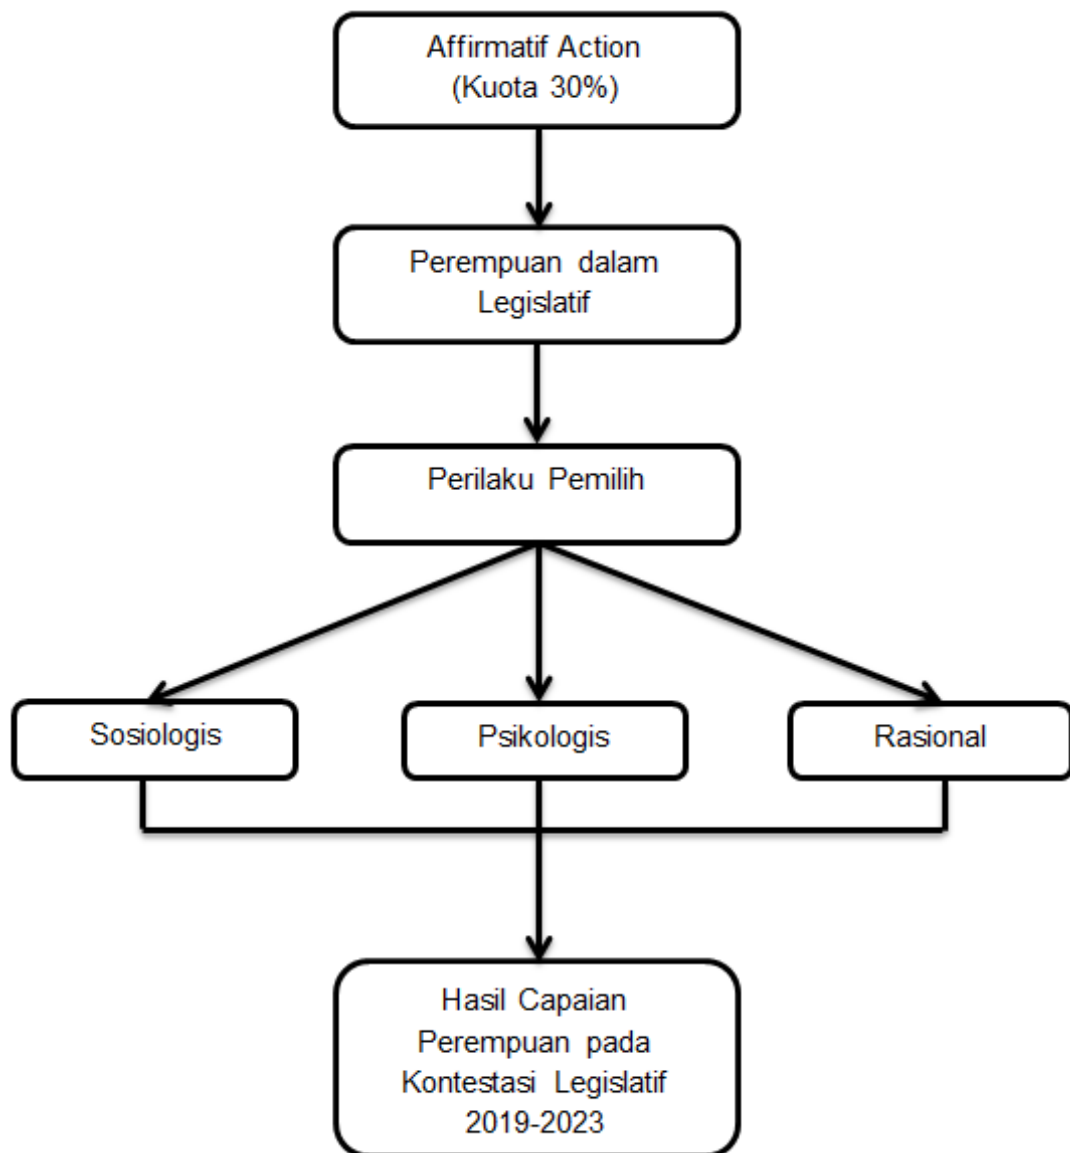 Affirmatif Action
(Kuota 30%)
Perempuan dalam
Legislatif
Perilaku Pemilih
Sosiologis
Psikologis
Rasional
Hasil Capaian
Perempuan pada
Kontestasi Legislatif
2019-2023